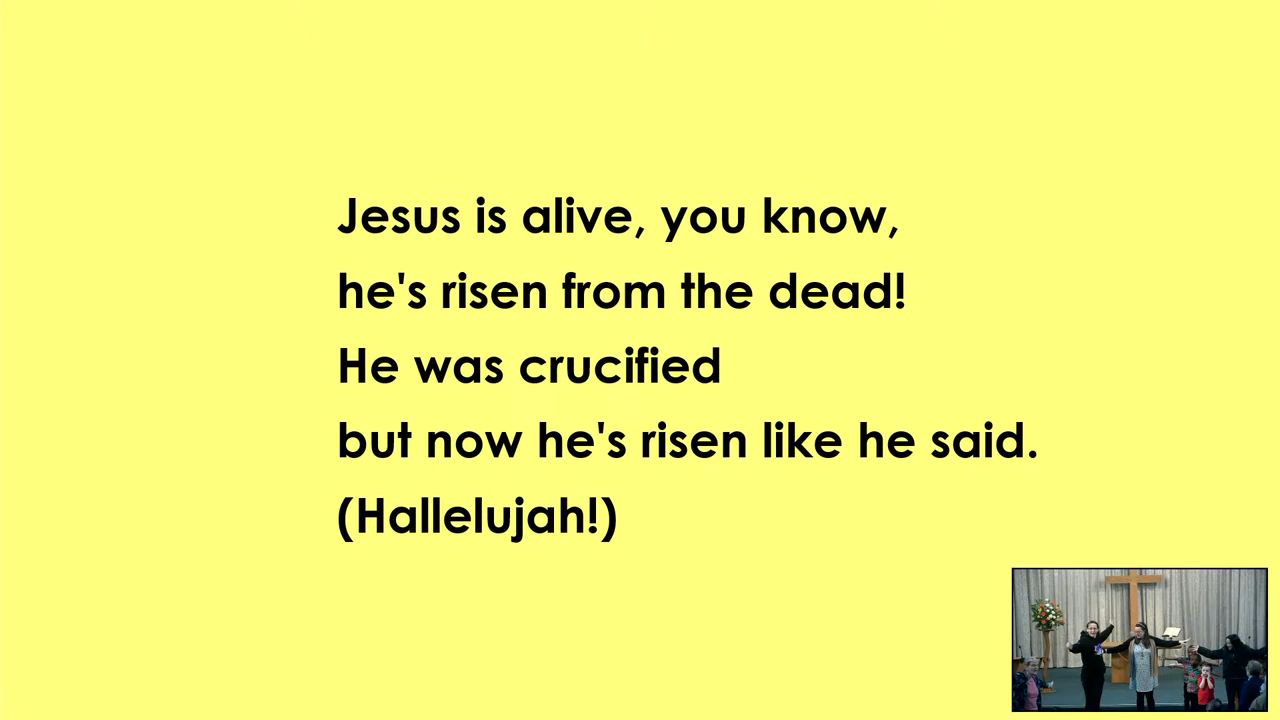 Jesus is alive, you know,
he's risen from the dead!
He was crucified
but now he's risen like he said.
(Hallelujah!)